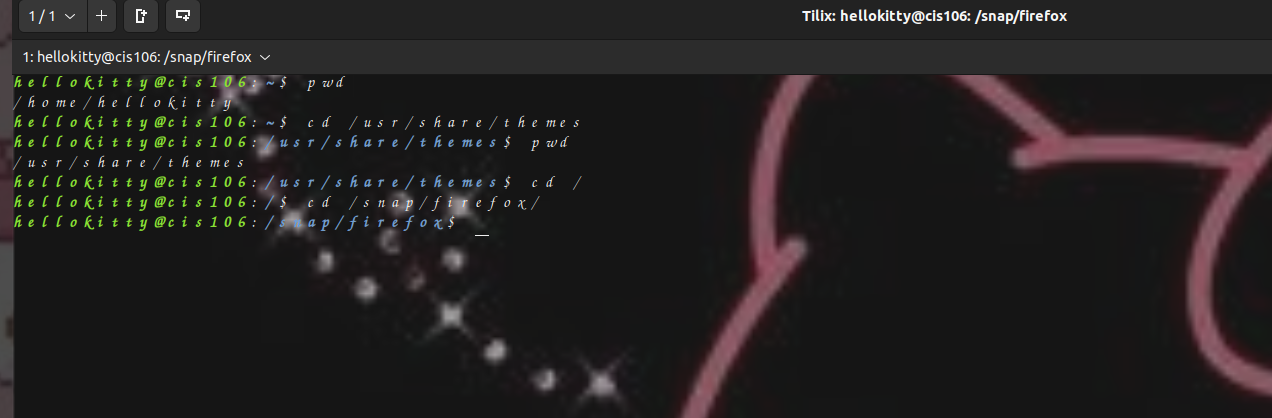 1 / 1
Tilix: hellokitty@cis106: /snap/firefox
1: hellokitty@cis106: /snap/firefox
hellokitty@cis106:~$ pwd
/home/hellokitty
hellokitty@cis106:~$ cd /usr/share/themes
hellokitty@cis106:/usr/share/themes$ pwd
/usr/share/themes
hellokitty@cis106:/usr/share/themes$ cd /
hellokitty@cis106:/$ cd /snap/firefox/
hellokitty@cis106:/snap/firefox$